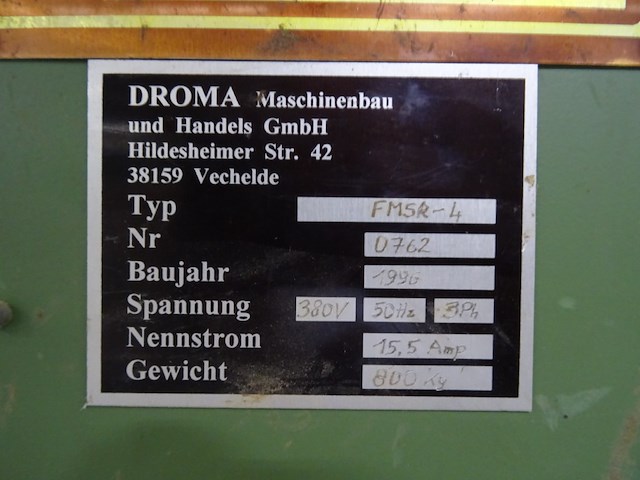 DROMA Maschinenbau
und Handels GmbH
Hildesheimer Str. 42
38159 Vechelde
Typ FMSR-4
Nr 0762
Baujahr 1996
Spannung 380V 50Hz 3Ph
Nennstrom 15,5 Amp
Gewicht 800 Kg